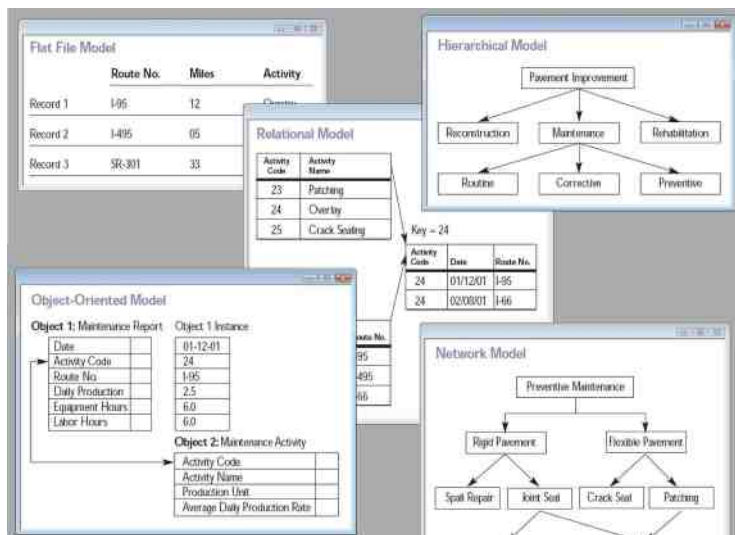 Flat File Model
Route No. Miles Activity
Record 1 I-95 12 Overlay
Record 2 I-495 05
Record 3 SR-301 33
Relational Model
Activity Code Activity Name
23 Patching
24 Overlay
25 Crack Sealing
Key = 24
Activity Code Date Route No.
24 01/12/01 I-95
24 02/08/01 I-66
Route No.
95
495
66
Hierarchical Model
Pavement Improvement
Reconstruction Maintenance Rehabilitation
Routine Corrective Preventive
Object-Oriented Model
Object 1: Maintenance Report Object 1 Instance
Date 01-12-01
Activity Code 24
Route No. I-95
Daily Production 2.5
Equipment Hours 6.0
Labor Hours 6.0
Object 2: Maintenance Activity
Activity Code
Activity Name
Production Unit
Average Daily Production Rate
Network Model
Preventive Maintenance
Rigid Pavement Flexible Pavement
Spall Repair Joint Seal Crack Seal Patching